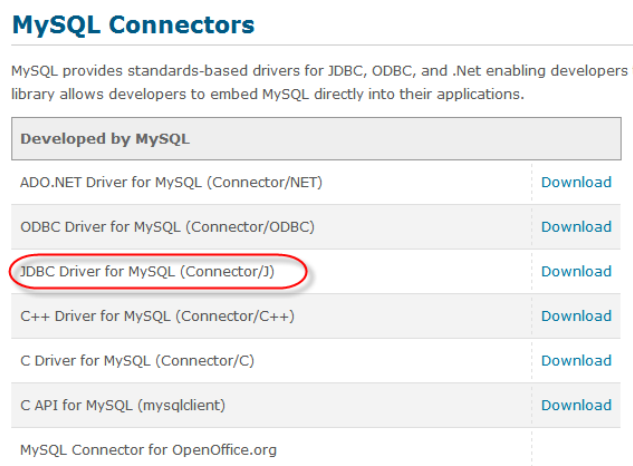 MySQL Connectors
MySQL provides standards-based drivers for JDBC, ODBC, and .Net enabling developers
library allows developers to embed MySQL directly into their applications.
Developed by MySQL
ADO.NET Driver for MySQL (Connector/NET) Download
ODBC Driver for MySQL (Connector/ODBC) Download
JDBC Driver for MySQL (Connector/J) Download
C++ Driver for MySQL (Connector/C++) Download
C Driver for MySQL (Connector/C) Download
C API for MySQL (mysqlclient) Download
MySQL Connector for OpenOffice.org